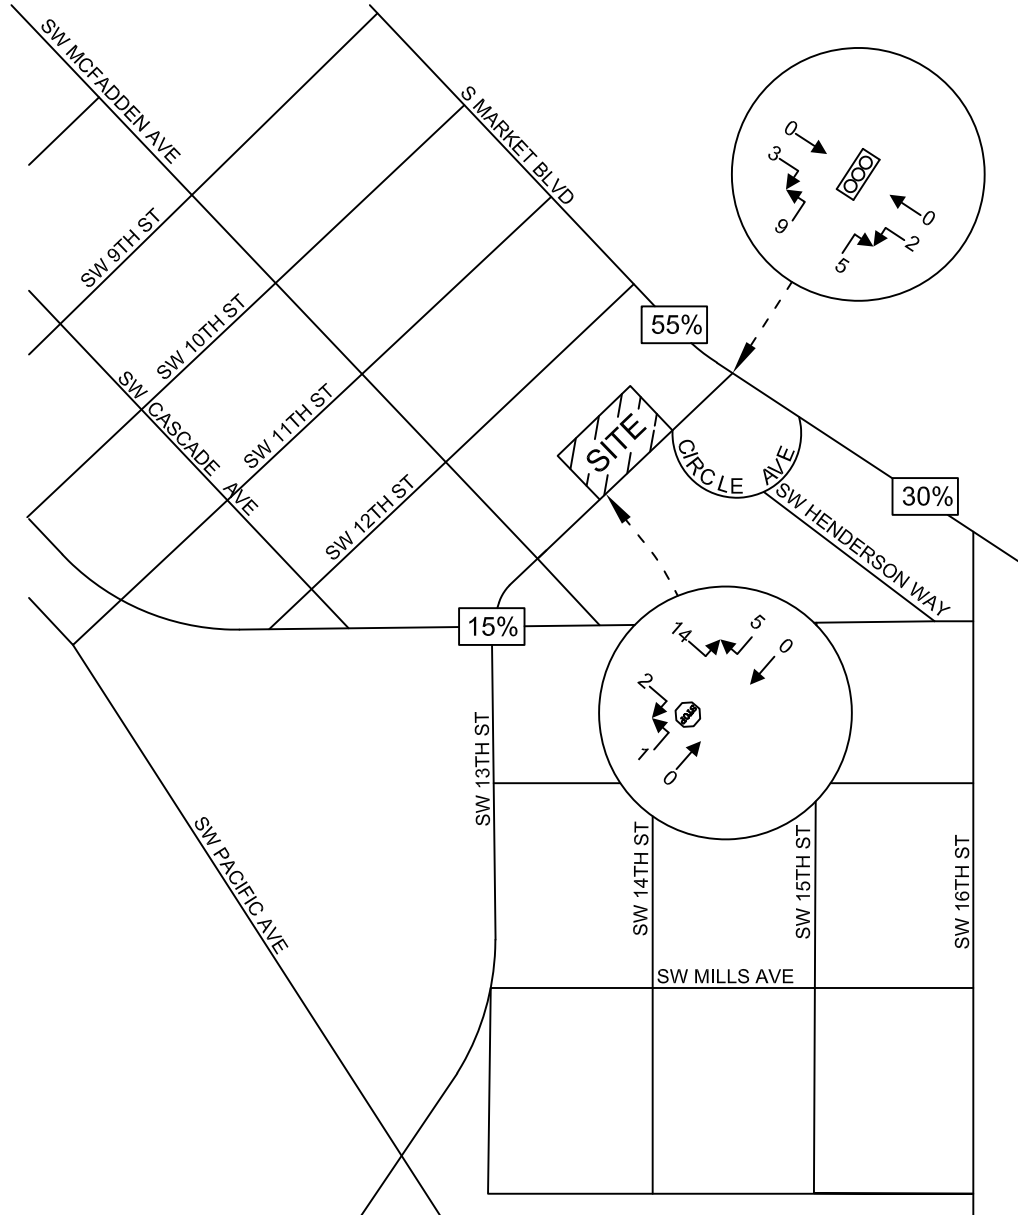 SW MCFADDEN AVE
S MARKET BLVD
0
3
9
0
2
5
SW 9TH ST
SW 10TH ST
55%
SW CASCADE AVE
SW 11TH ST
SITE
CIRCLE AVE
SW 12TH ST
30%
SW HENDERSON WAY
15%
14
5
0
2
STOP
1
0
SW 13TH ST
SW PACIFIC AVE
SW 14TH ST
SW 15TH ST
SW 16TH ST
SW MILLS AVE